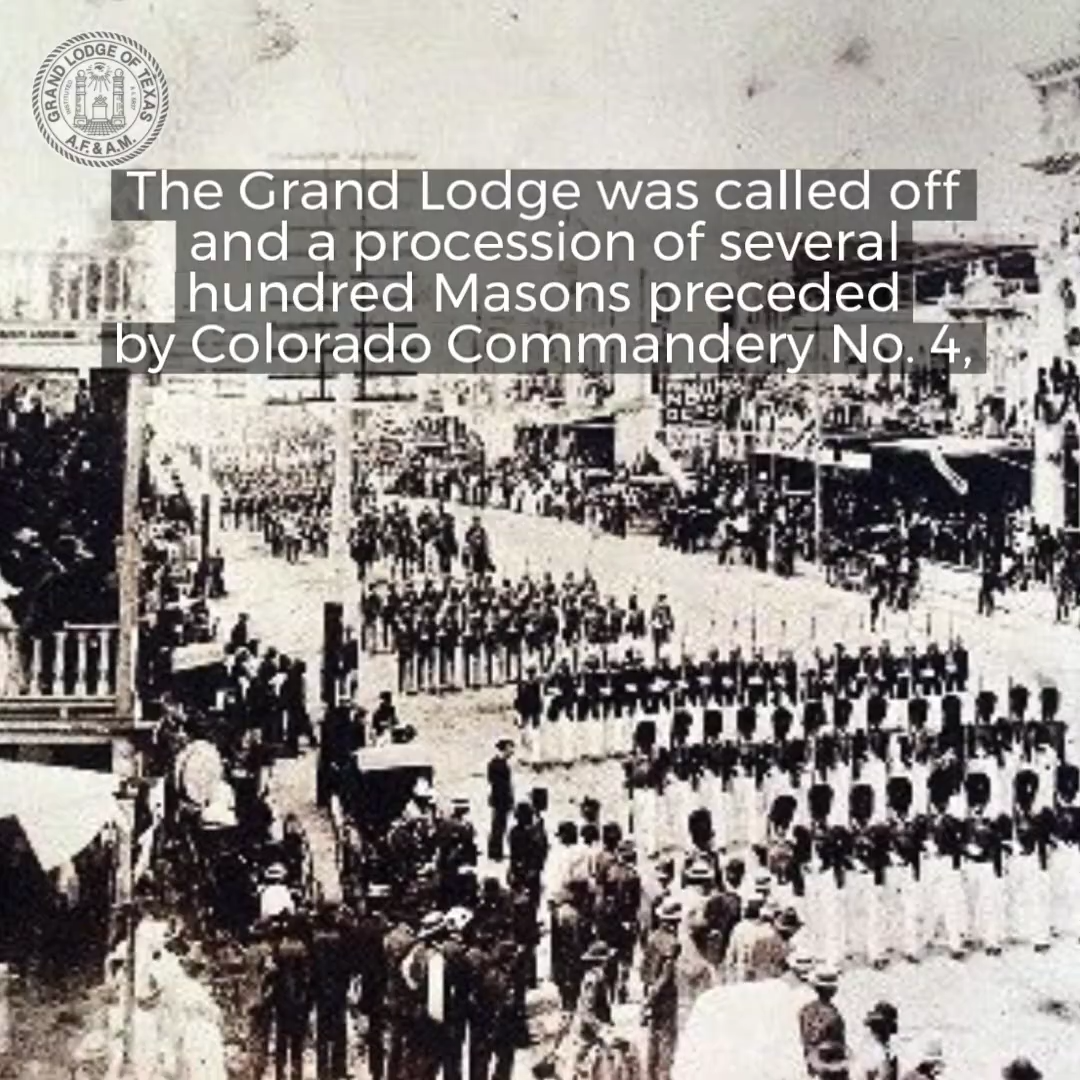 GRAND LODGE OF TEXAS
A.F. & A.M.
The Grand Lodge was called off
and a procession of several
hundred Masons preceded
by Colorado Commandery No. 4,
NOW